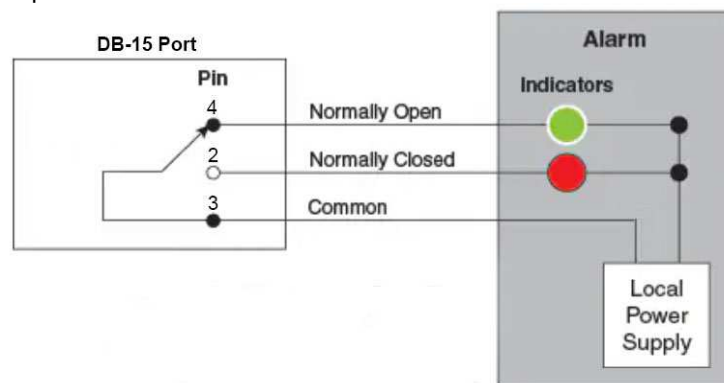 DB-15 Port
Alarm
Pin
Indicators
4
Normally Open
2
Normally Closed
3
Common
Local
Power
Supply